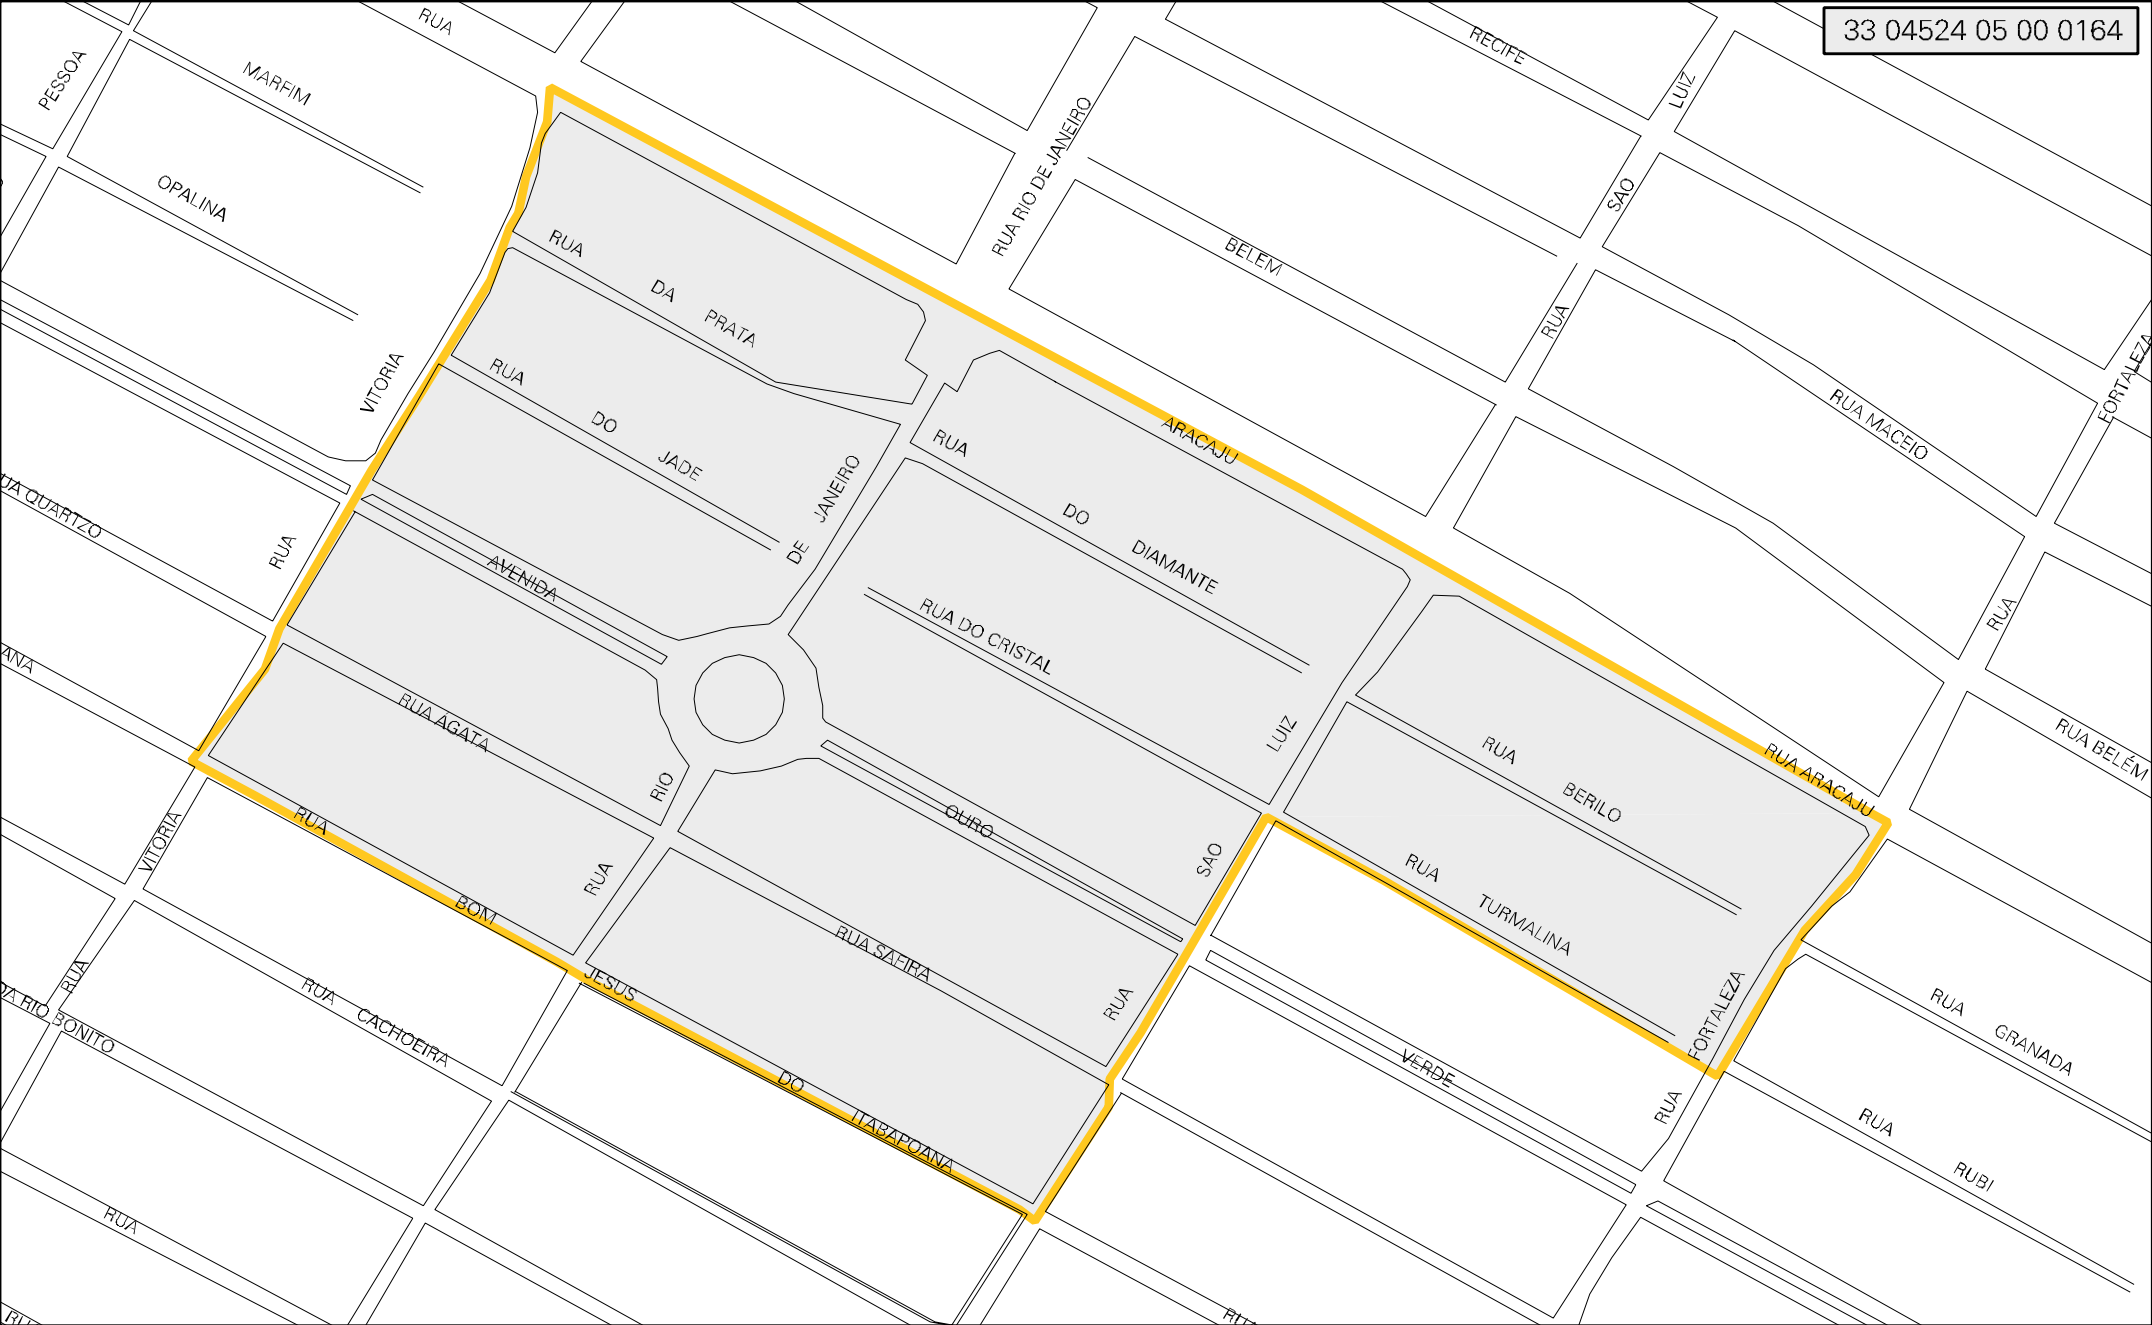 33 04524 05 00 0164
RUA
RECIFE
PESSOA
MARFIM
LUIZ
RUA RIO DE JANEIRO
OPALINA
SAO
RUA
BELEM
DA
PRATA
RUA
FORTALEZA
VITORIA
RUA
DO
JADE
RUA MACEIO
ARACAJU
RUA
JANEIRO
DE
DO
DIAMANTE
UA QUARTZO
RUA
AVENIDA
RUA DO CRISTAL
RUA
ANA
RUA ÁGATA
LUIZ
RUA
BERILO
RUA ARACAJU
RUA BELÉM
RIO
OURO
VITORIA
RUA
RUA
SAO
RUA
TURMALINA
BOM
RUA SAFIRA
RUA
RUA
CACHOEIRA
JESUS
RUA
FORTALEZA
RUA
GRANADA
DA RIO BONITO
DO
ITABAPOANA
VERDE
RUA
RUA
RUBI
RUA
RUA
RUA